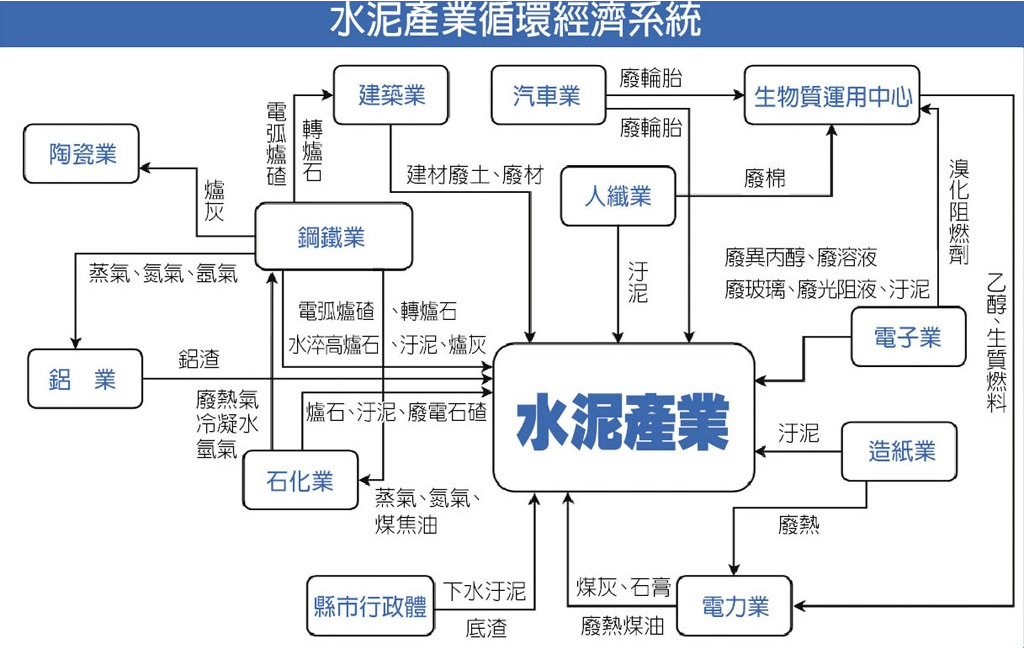 水泥產業循環經濟系統
建築業
汽車業
廢輪胎
生物質運用中心
廢輪胎
電弧爐碴
轉爐石
陶瓷業
爐灰
建材廢土、廢材
人纖業
廢棉
溴化阻燃劑
鋼鐵業
蒸氣、氮氣、氬氣
汙泥
廢異丙醇、廢溶液
廢玻璃、廢光阻液、汙泥
乙醇、生質燃料
電弧爐碴、轉爐石
水淬高爐石、汙泥、爐灰
電子業
鋁業
鋁渣
廢熱氣
冷凝水
氫氣
爐石、汙泥、廢電石碴
水泥產業
汙泥
造紙業
石化業
蒸氣、氮氣、
煤焦油
廢熱
縣市行政體
下水汙泥
底渣
煤灰、石膏
廢熱煤油
電力業